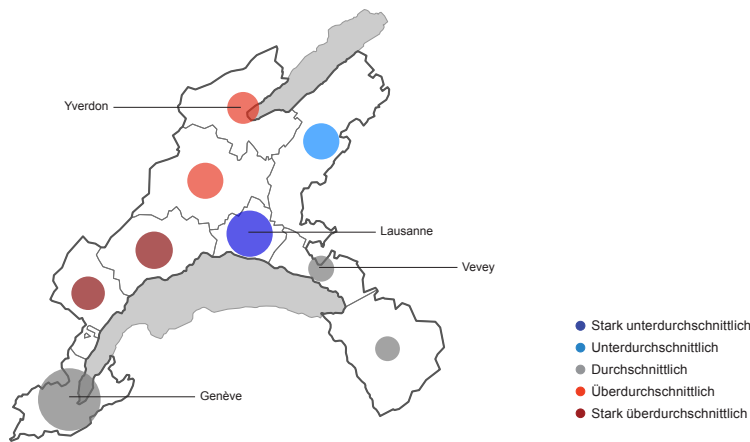 Yverdon
Lausanne
Vevey
Genève
Stark unterdurchschnittlich
Unterdurchschnittlich
Durchschnittlich
Überdurchschnittlich
Stark überdurchschnittlich